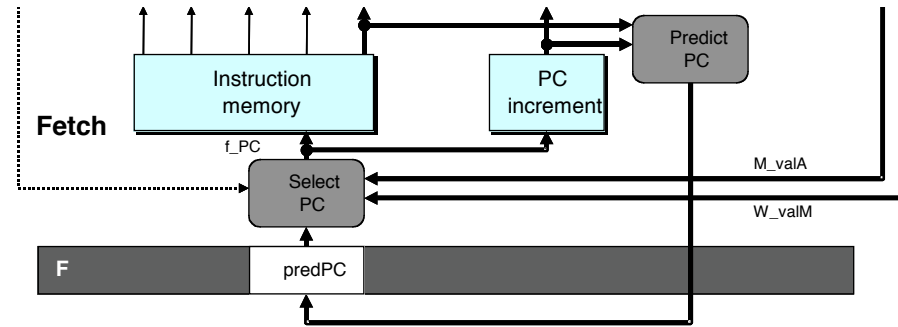 Predict
PC
Instruction
memory
PC
increment
Fetch
f_PC
M_valA
Select
PC
W_valM
F
predPC